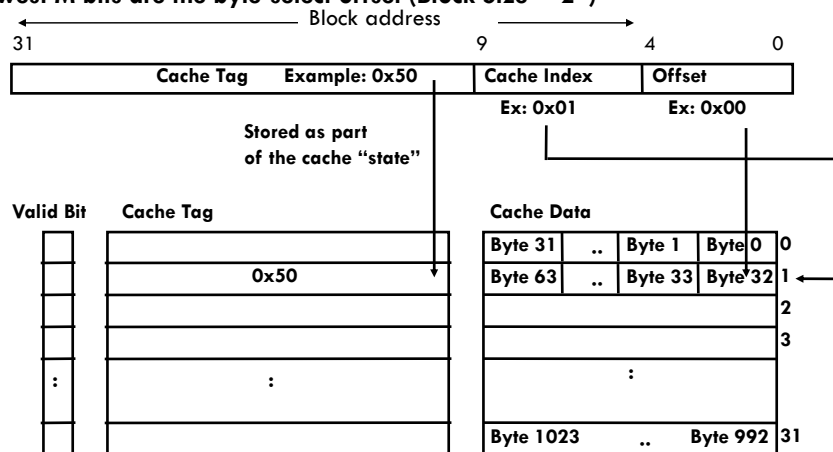 Block address
31 9 4 0
Cache Tag Example: 0x50 Cache Index Offset
Ex: 0x01 Ex: 0x00
Stored as part
of the cache “state”
Valid Bit Cache Tag Cache Data
Byte 31 .. Byte 1 Byte 0 0
0x50 Byte 63 .. Byte 33 Byte 32 1
2
3
: : :
Byte 1023 .. Byte 992 31